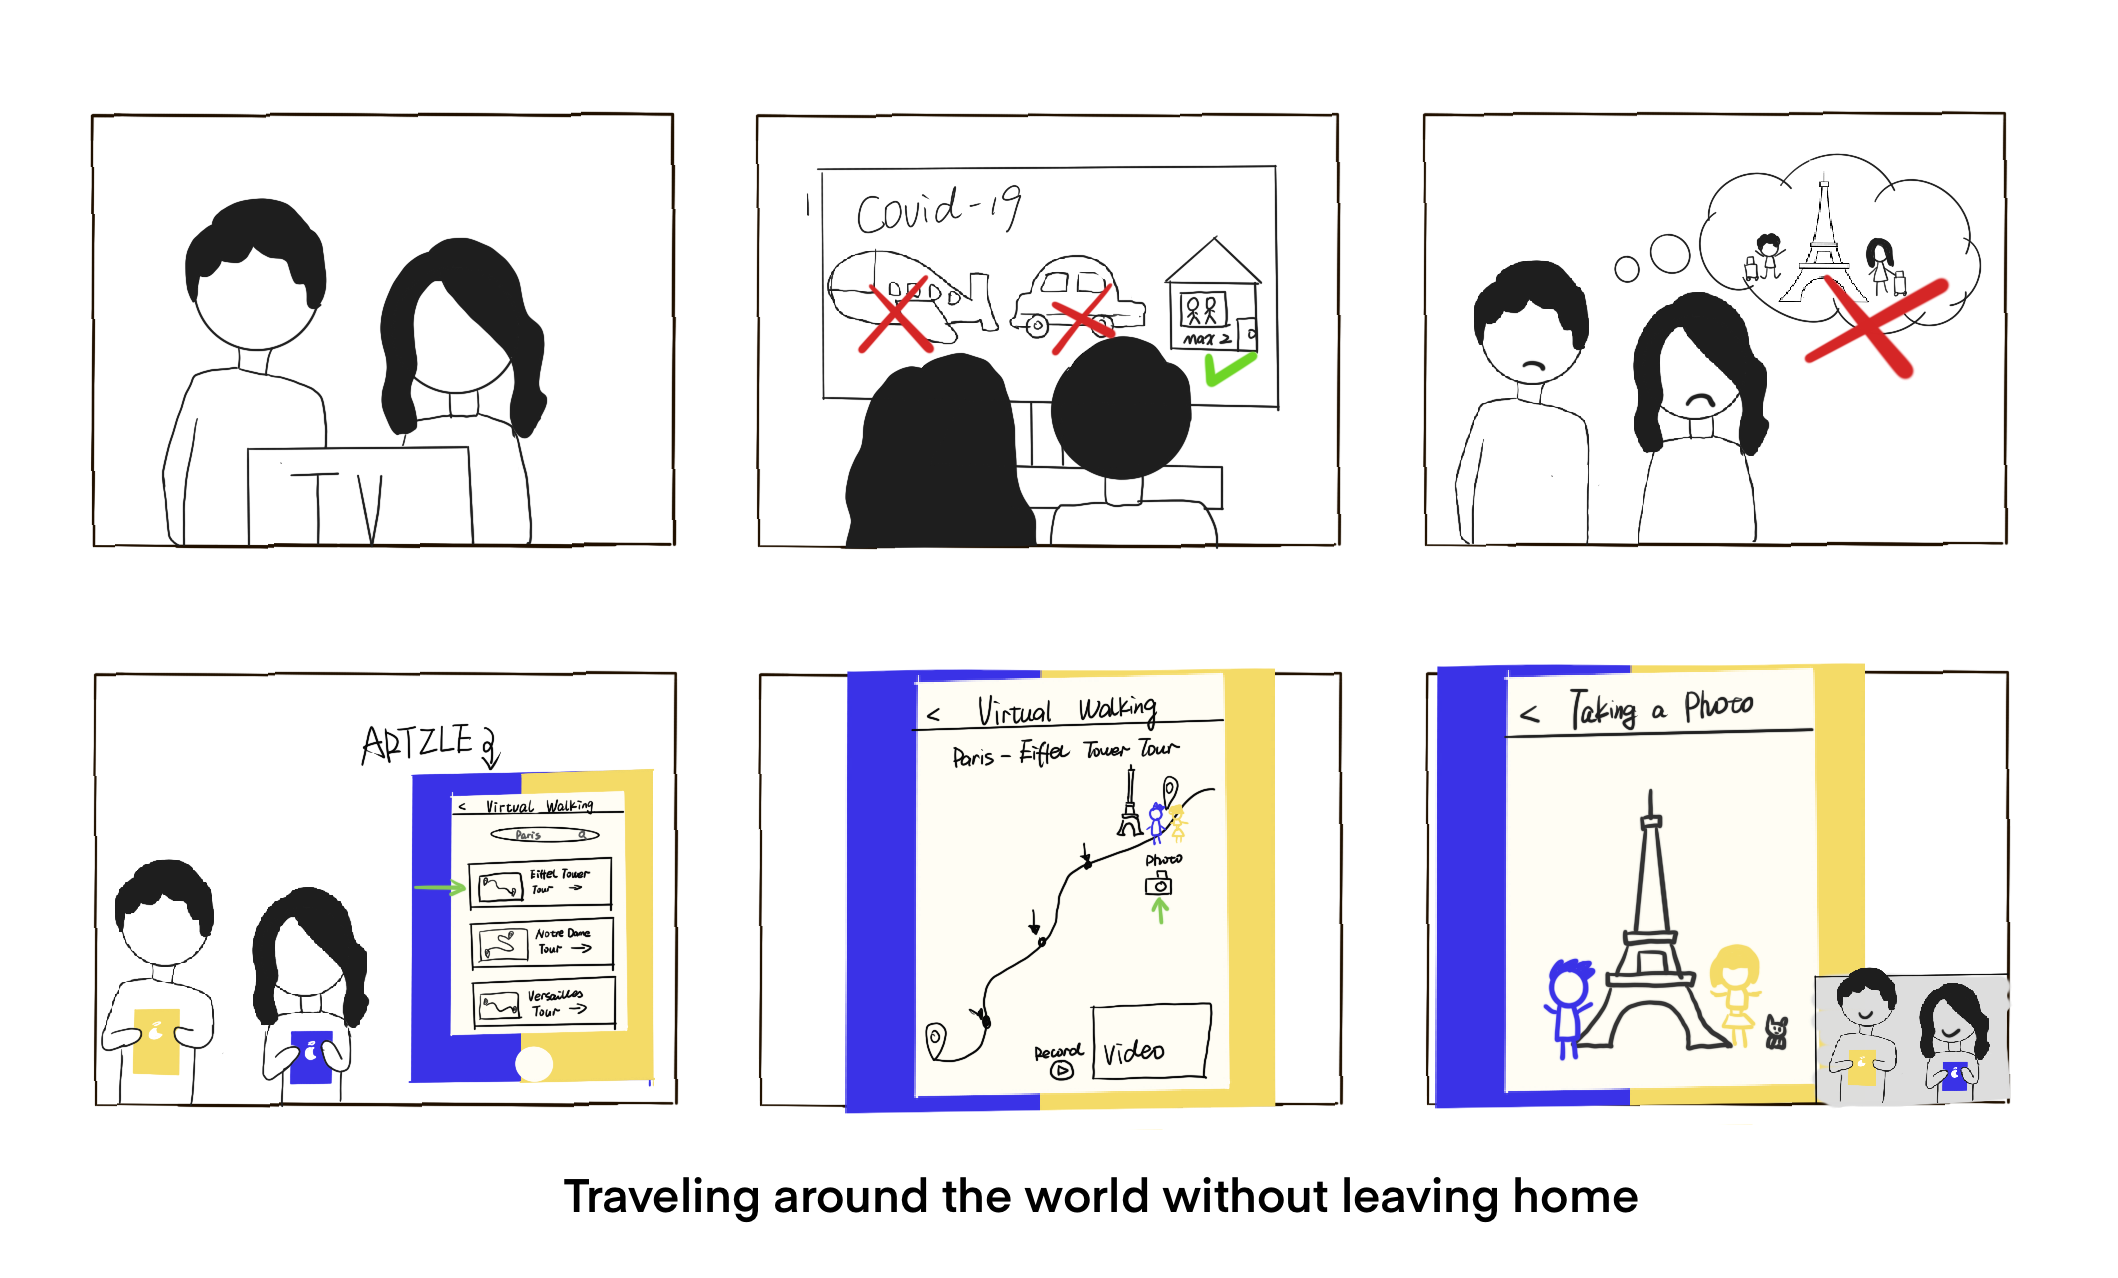 TV
Covid-19
max 2
ARTZLE
< Virtual Walking
Paris
Eiffel Tower
Tour →
Notre Dame
Tour →
Versailles
Tour →
< Virtual Walking
Paris - Eiffel Tower Tour
Photo
Record
Video
< Taking a Photo
Traveling around the world without leaving home